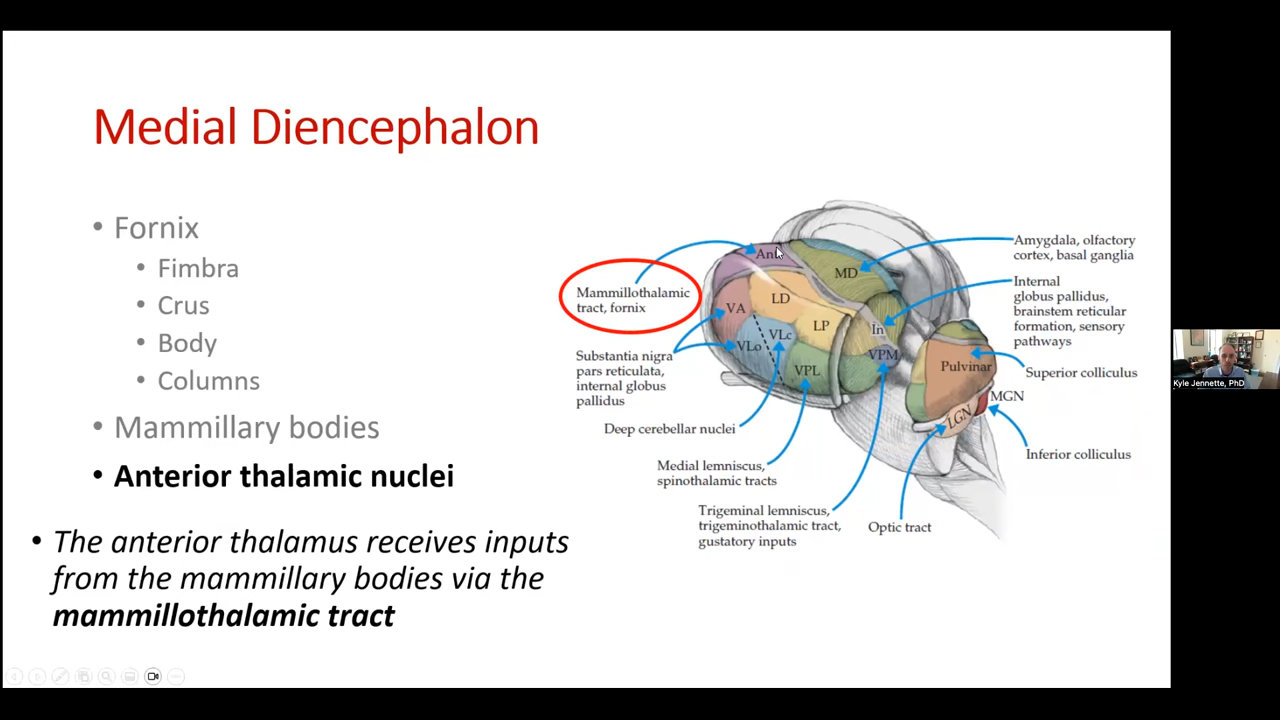 Medial Diencephalon
• Fornix
• Fimbra
• Crus
• Body
• Columns
• Mammillary bodies
• Anterior thalamic nuclei
• The anterior thalamus receives inputs
from the mammillary bodies via the
mammillothalamic tract
Mammillothalamic
tract, fornix
Substantia nigra
pars reticulata,
internal globus
pallidus
Deep cerebellar nuclei
Medial lemniscus,
spinothalamic tracts
Trigeminal lemniscus,
trigeminothalamic tract,
gustatory inputs
Optic tract
Amygdala, olfactory
cortex, basal ganglia
Internal
globus pallidus,
brainstem reticular
formation, sensory
pathways
Superior colliculus
MGN
Inferior colliculus
Ant
MD
LD
VA
LP
In
VLc
VLo
VPM
VPL
Pulvinar
LGN
Kyle Jennette, PhD